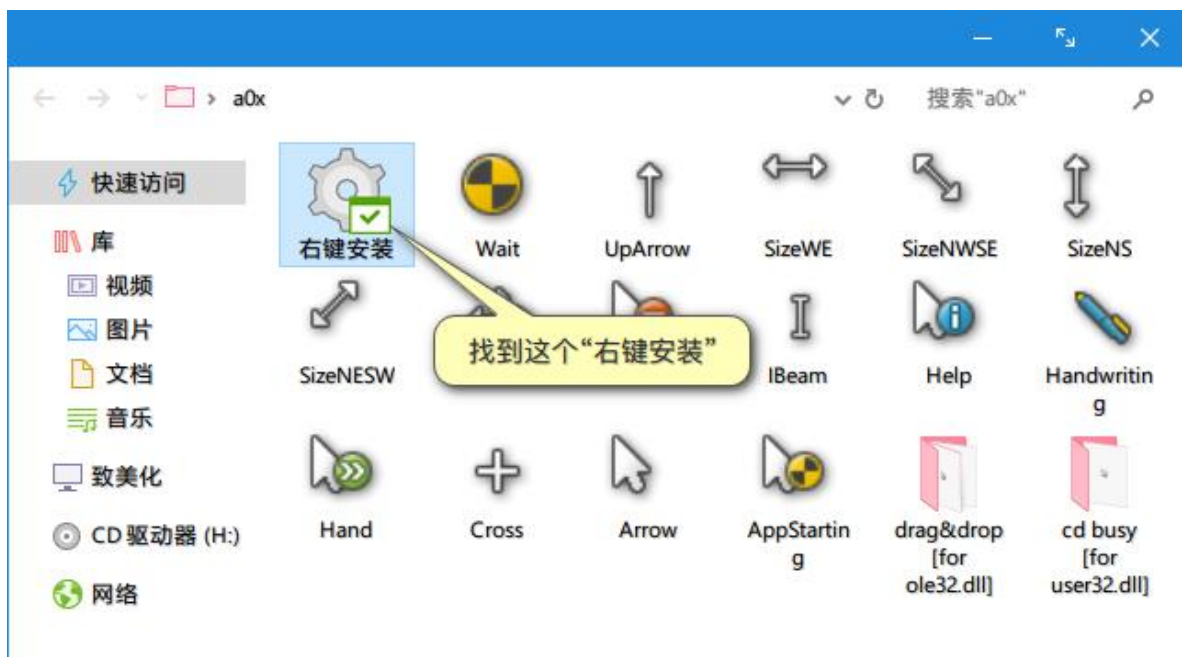 a0x
搜索"a0x"
快速访问
库
视频
图片
文档
音乐
致美化
CD 驱动器 (H:)
网络
右键安装
Wait
UpArrow
SizeWE
SizeNWSE
SizeNS
找到这个“右键安装”
SizeNESW
IBeam
Help
Handwritin
g
Hand
Cross
Arrow
AppStartin
g
drag&drop
[for
ole32.dll]
cd busy
[for
user32.dll]